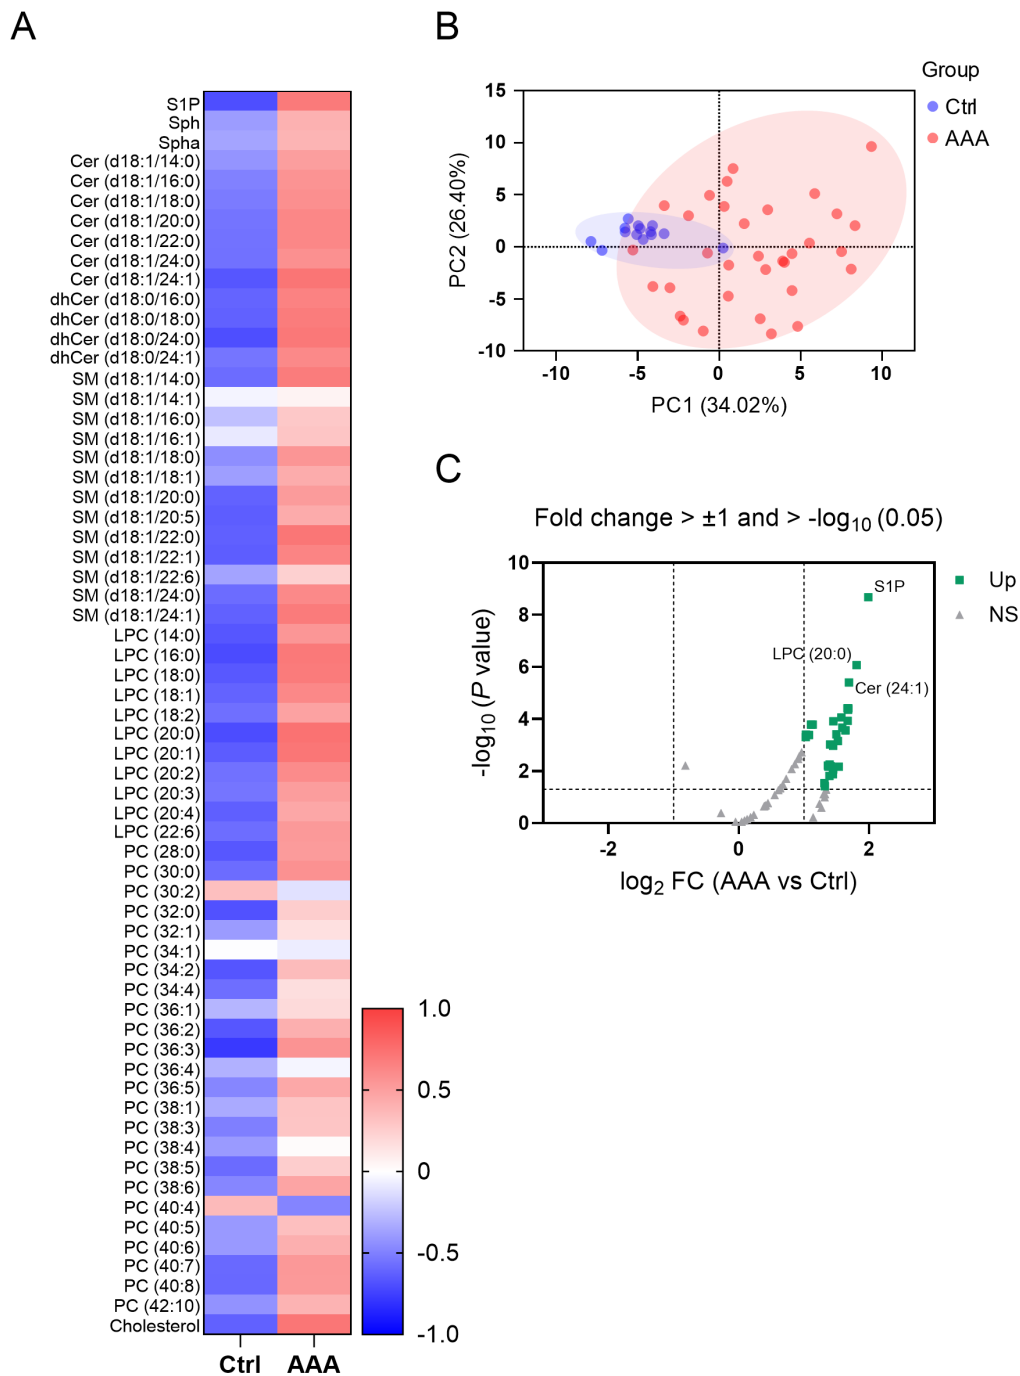 A
S1P
Sph
Spha
Cer (d18:1/14:0)
Cer (d18:1/16:0)
Cer (d18:1/18:0)
Cer (d18:1/20:0)
Cer (d18:1/22:0)
Cer (d18:1/24:0)
Cer (d18:1/24:1)
dhCer (d18:0/16:0)
dhCer (d18:0/18:0)
dhCer (d18:0/24:0)
dhCer (d18:0/24:1)
SM (d18:1/14:0)
SM (d18:1/14:1)
SM (d18:1/16:0)
SM (d18:1/16:1)
SM (d18:1/18:0)
SM (d18:1/18:1)
SM (d18:1/20:0)
SM (d18:1/20:5)
SM (d18:1/22:0)
SM (d18:1/22:1)
SM (d18:1/22:6)
SM (d18:1/24:0)
SM (d18:1/24:1)
LPC (14:0)
LPC (16:0)
LPC (18:0)
LPC (18:1)
LPC (18:2)
LPC (20:0)
LPC (20:1)
LPC (20:2)
LPC (20:3)
LPC (20:4)
LPC (22:6)
PC (28:0)
PC (30:0)
PC (30:2)
PC (32:0)
PC (32:1)
PC (34:1)
PC (34:2)
PC (34:4)
PC (36:1)
PC (36:2)
PC (36:3)
PC (36:4)
PC (36:5)
PC (38:1)
PC (38:3)
PC (38:4)
PC (38:5)
PC (38:6)
PC (40:4)
PC (40:5)
PC (40:6)
PC (40:7)
PC (40:8)
PC (42:10)
Cholesterol
Ctrl AAA
1.0
0.5
0
-0.5
-1.0
B
Group
Ctrl
AAA
PC2 (26.40%)
15
10
5
0
-5
-10
-10 -5 0 5 10
PC1 (34.02%)
C
Fold change > ±1 and > -log10 (0.05)
-log10 (P value)
10
8
6
4
2
0
S1P
LPC (20:0)
Cer (24:1)
Up
NS
-2 0 2
log2 FC (AAA vs Ctrl)